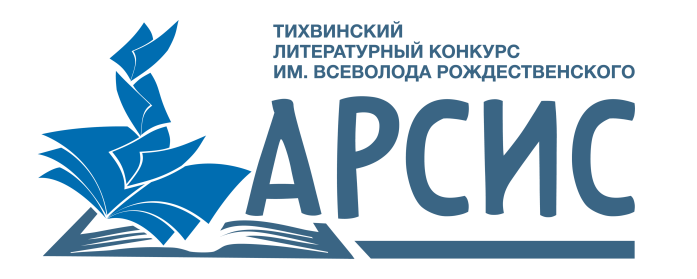 ТИХВИНСКИЙ
ЛИТЕРАТУРНЫЙ КОНКУРС
ИМ. ВСЕВОЛОДА РОЖДЕСТВЕНСКОГО
АРСИС